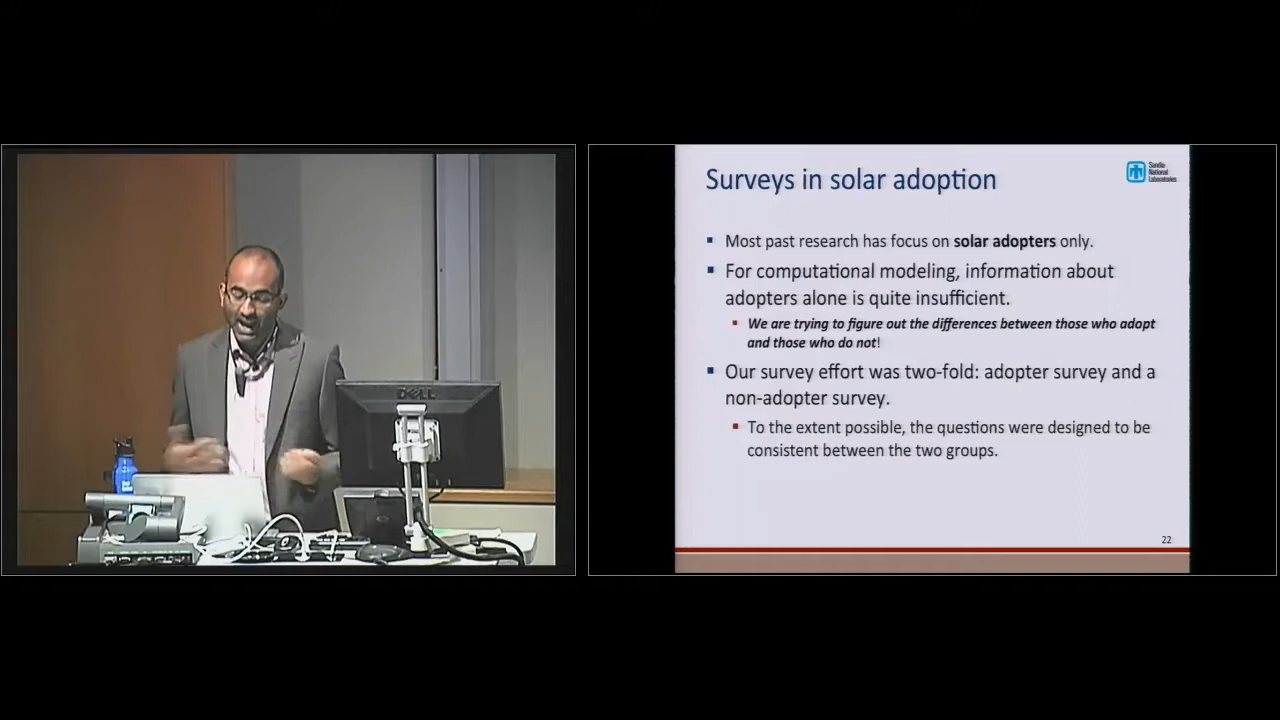 Surveys in solar adoption
Sandia
National
Laboratories
Most past research has focus on solar adopters only.
For computational modeling, information about
adopters alone is quite insufficient.
We are trying to figure out the differences between those who adopt
and those who do not!
Our survey effort was two-fold: adopter survey and a
non-adopter survey.
To the extent possible, the questions were designed to be
consistent between the two groups.
22
DELL